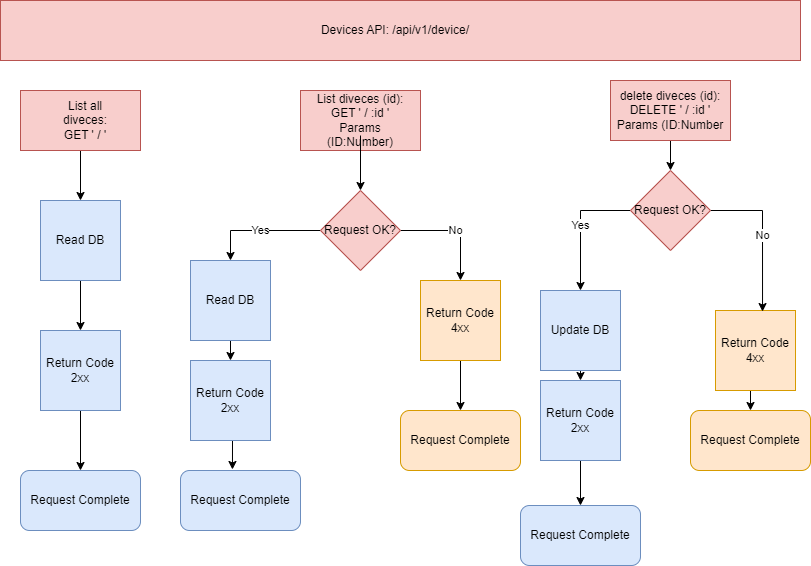 Devices API: /api/v1/device/
List all
diveces:
GET ' / '
Read DB
Return Code
2xx
Request Complete
List diveces (id):
GET ' / :id '
Params
(ID:Number)
Request OK?
Yes
No
Read DB
Return Code
2xx
Request Complete
Return Code
4xx
Request Complete
delete diveces (id):
DELETE ' / :id '
Params (ID:Number
Request OK?
Yes
No
Update DB
Return Code
2xx
Request Complete
Return Code
4xx
Request Complete